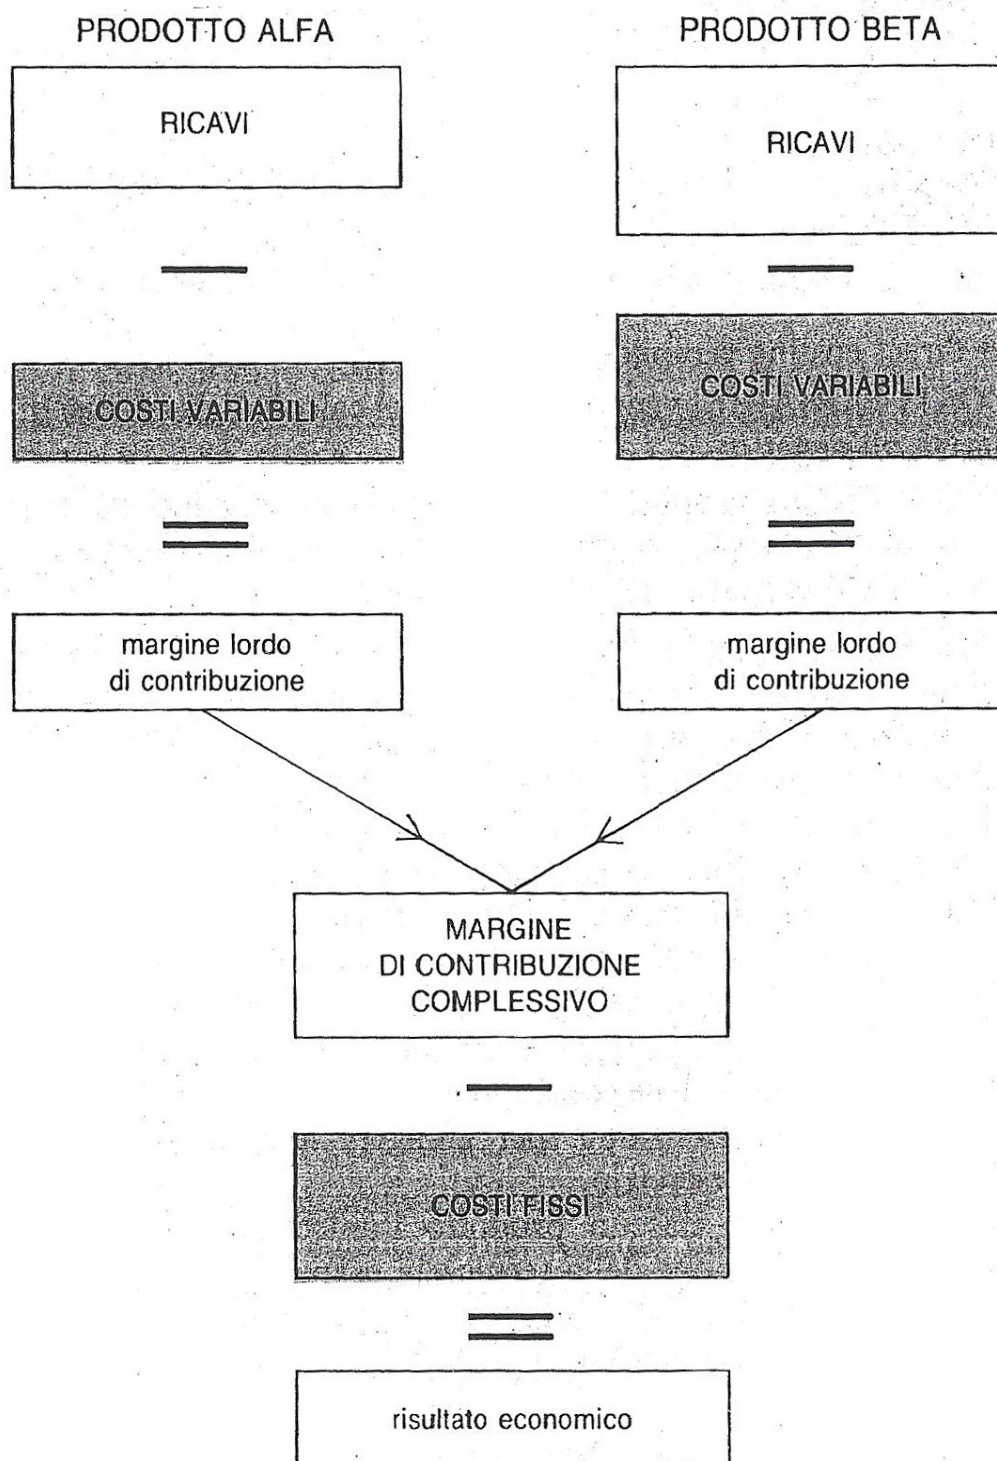 PRODOTTO ALFA
PRODOTTO BETA
RICAVI
RICAVI
COSTI VARIABILI
COSTI VARIABILI
margine lordo
di contribuzione
margine lordo
di contribuzione
MARGINE
DI CONTRIBUZIONE
COMPLESSIVO
COSTI FISSI
risultato economico